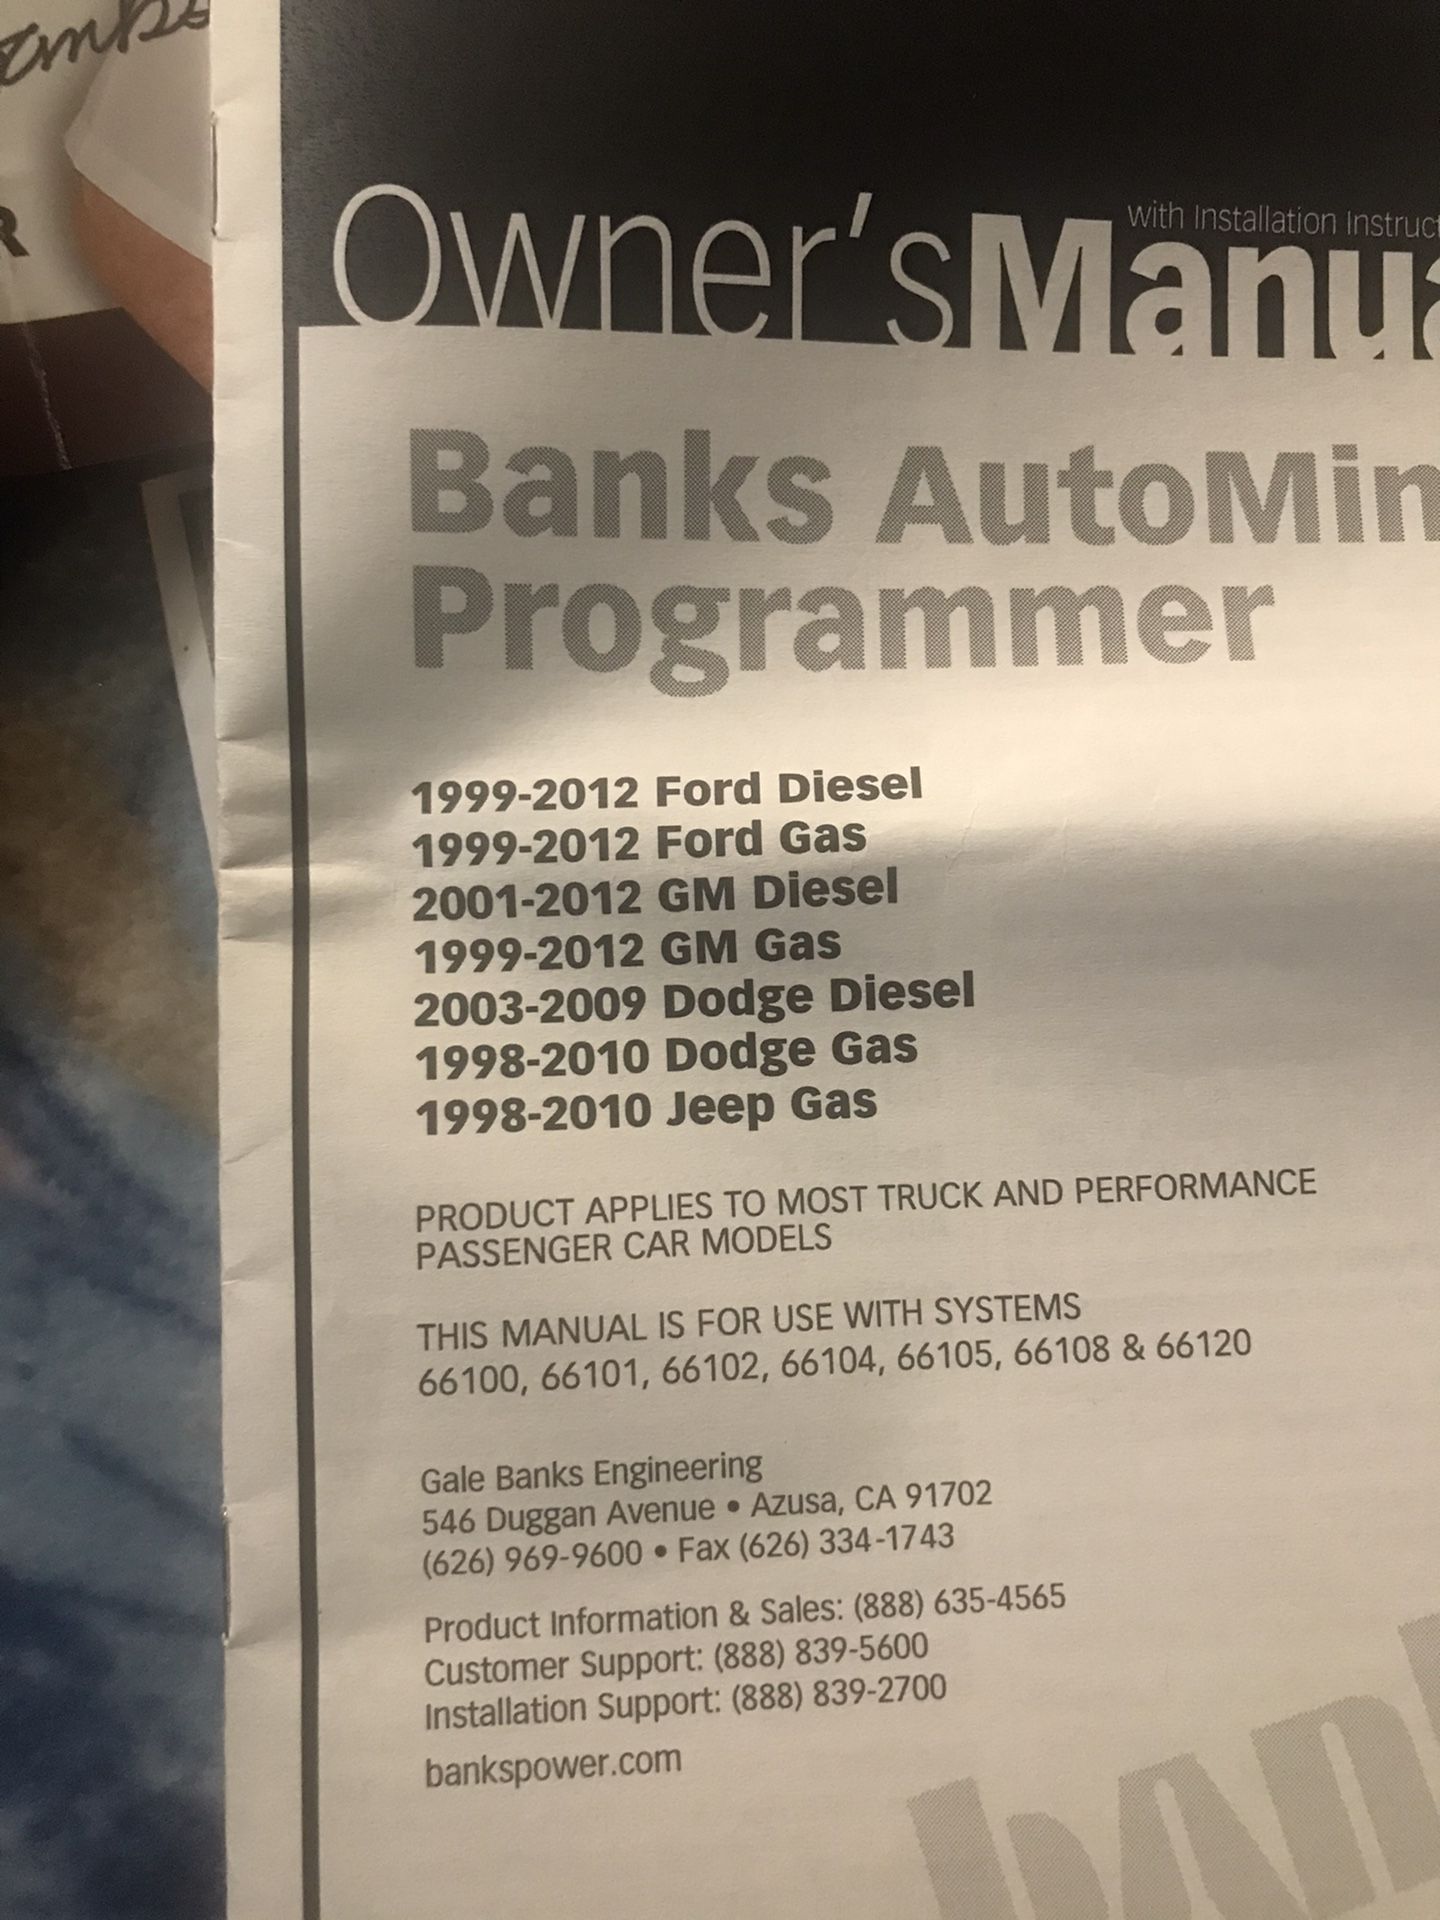 with Installation Instruct
Owner'sManua
Banks AutoMin
Programmer
1999-2012 Ford Diesel
1999-2012 Ford Gas
2001-2012 GM Diesel
1999-2012 GM Gas
2003-2009 Dodge Diesel
1998-2010 Dodge Gas
1998-2010 Jeep Gas
PRODUCT APPLIES TO MOST TRUCK AND PERFORMANCE
PASSENGER CAR MODELS
THIS MANUAL IS FOR USE WITH SYSTEMS
66100, 66101, 66102, 66104, 66105, 66108 & 66120
Gale Banks Engineering
546 Duggan Avenue • Azusa, CA 91702
(626) 969-9600 • Fax (626) 334-1743
Product Information & Sales: (888) 635-4565
Customer Support: (888) 839-5600
Installation Support: (888) 839-2700
bankspower.com
ban
R